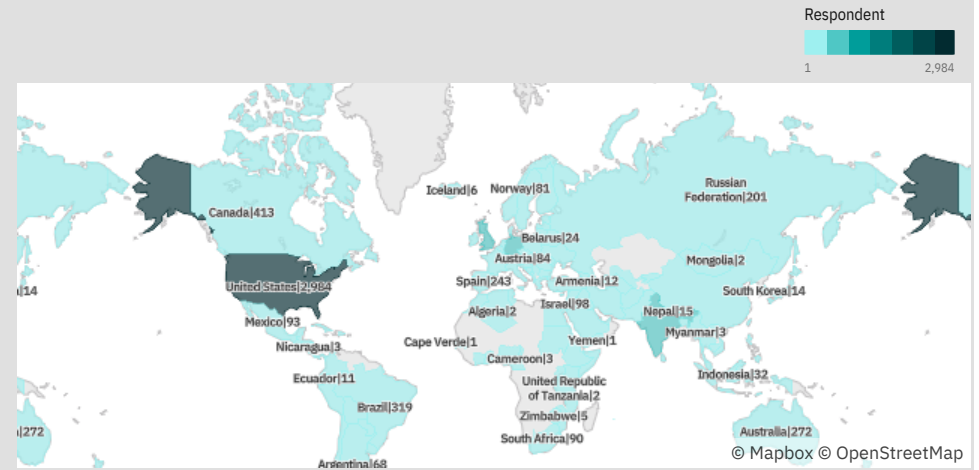 Respondent
1 2,984
Iceland|6
Norway|81
Russian
Federation|201
Canada|413
Belarus|24
Austria|84
Mongolia|2
Spain|243
Armenia|12
United States|2,984
|14
South Korea|14
Israel|98
Algeria|2
Nepal|15
Mexico|93
Myanmar|3
Cape Verde|1
Yemen|1
Nicaragua|3
Cameroon|3
Ecuador|11
Indonesia|32
United Republic
of Tanzania|2
Brazil|319
Zimbabwe|5
|272
South Africa|90
Australia|272
© Mapbox © OpenStreetMap
Argentina|68